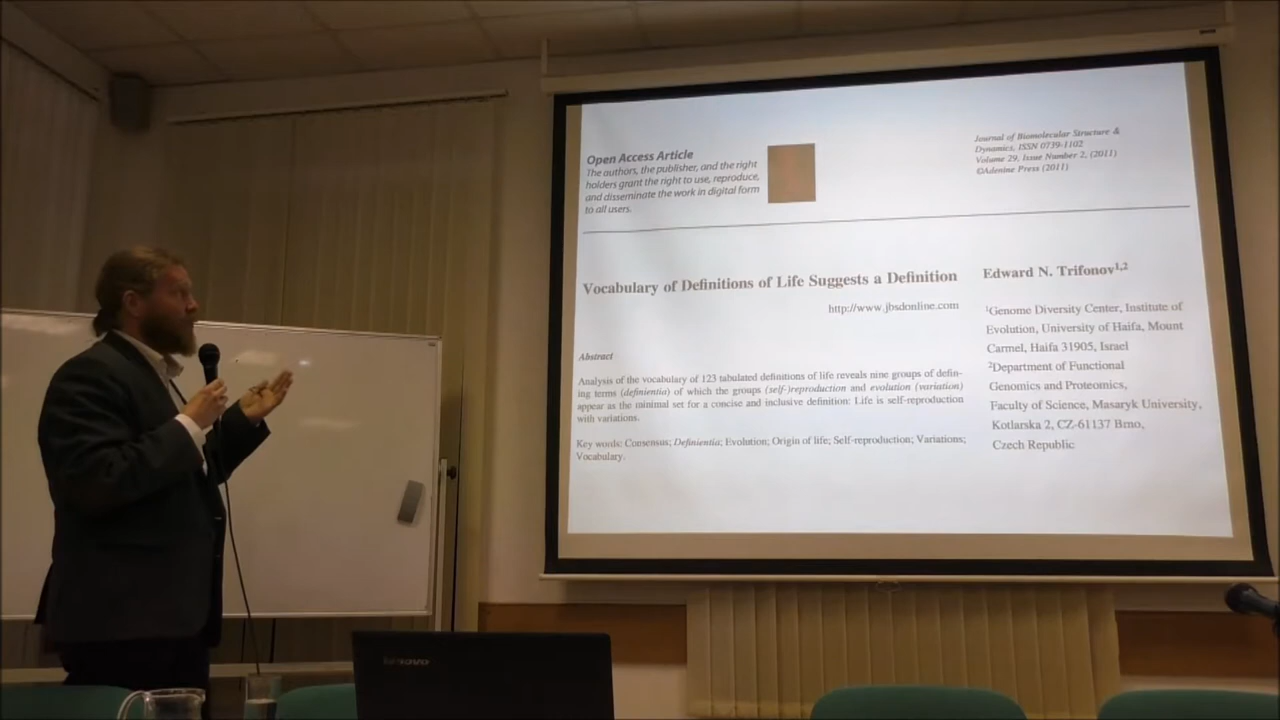 Open Access Article
The authors, the publisher, and the right
holders grant the right to use, reproduce,
and disseminate the work in digital form
to all users.
Journal of Biomolecular Structure &
Dynamics, ISSN 0739-1102
Volume 29, Issue Number 2, (2011)
©Adenine Press (2011)
Vocabulary of Definitions of Life Suggests a Definition
http://www.jbsdonline.com
Abstract
Analysis of the vocabulary of 123 tabulated definitions of life reveals nine groups of defin-
ing terms (definientia) of which the groups (self-)reproduction and evolution (variation)
appear as the minimal set for a concise and inclusive definition: Life is self-reproduction
with variations.
Key words: Consensus; Definientia; Evolution; Origin of life; Self-reproduction; Variations;
Vocabulary.
Edward N. Trifonov1,2
1Genome Diversity Center, Institute of
Evolution, University of Haifa, Mount
Carmel, Haifa 31905, Israel
2Department of Functional
Genomics and Proteomics,
Faculty of Science, Masaryk University,
Kotlarska 2, CZ-61137 Brno,
Czech Republic
lenovo